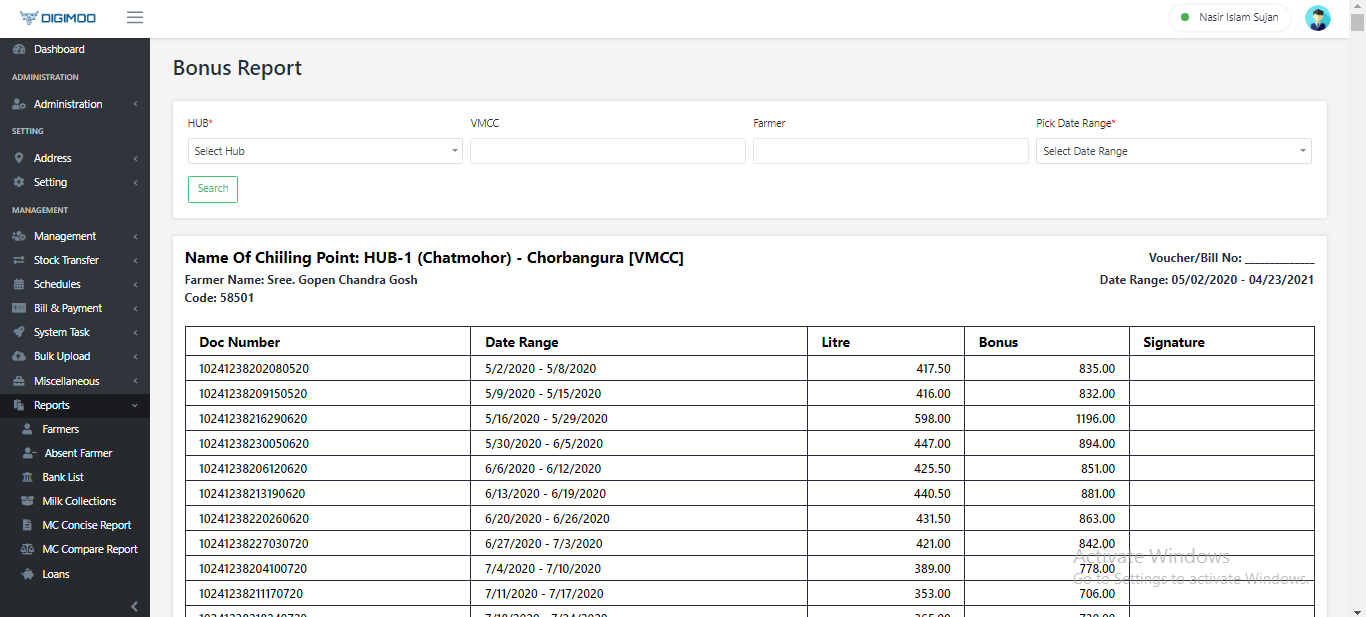 DIGIMOO
Nasir Islam Sujan
Dashboard
ADMINISTRATION
Administration
SETTING
Address
Setting
MANAGEMENT
Management
Stock Transfer
Schedules
Bill & Payment
System Task
Bulk Upload
Miscellaneous
Reports
Farmers
Absent Farmer
Bank List
Milk Collections
MC Concise Report
MC Compare Report
Loans
Bonus Report
HUB* VMCC Farmer Pick Date Range*
Select Hub Select Date Range
Search
Name Of Chiiling Point: HUB-1 (Chatmohor) - Chorbangura [VMCC] Voucher/Bill No: ______________
Farmer Name: Sree. Gopen Chandra Gosh Date Range: 05/02/2020 - 04/23/2021
Code: 58501
Doc Number Date Range Litre Bonus Signature
10241238202080520 5/2/2020 - 5/8/2020 417.50 835.00
10241238209150520 5/9/2020 - 5/15/2020 416.00 832.00
10241238216290520 5/16/2020 - 5/29/2020 598.00 1196.00
10241238230050620 5/30/2020 - 6/5/2020 447.00 894.00
10241238206120620 6/6/2020 - 6/12/2020 425.50 851.00
10241238213190620 6/13/2020 - 6/19/2020 440.50 881.00
10241238220260620 6/20/2020 - 6/26/2020 431.50 863.00
10241238227030720 6/27/2020 - 7/3/2020 421.00 842.00
10241238204100720 7/4/2020 - 7/10/2020 389.00 778.00
10241238211170720 7/11/2020 - 7/17/2020 353.00 706.00
Activate Windows
Go to Settings to activate Windows.